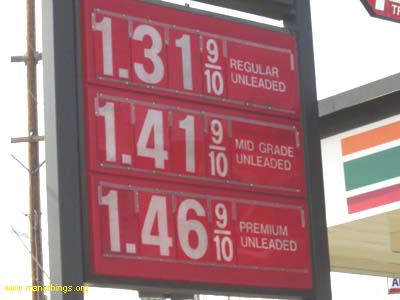 1.31 9/10 REGULAR
UNLEADED
1.41 9/10 MID GRADE
UNLEADED
1.46 9/10 PREMIUM
UNLEADED
www.manythings.org